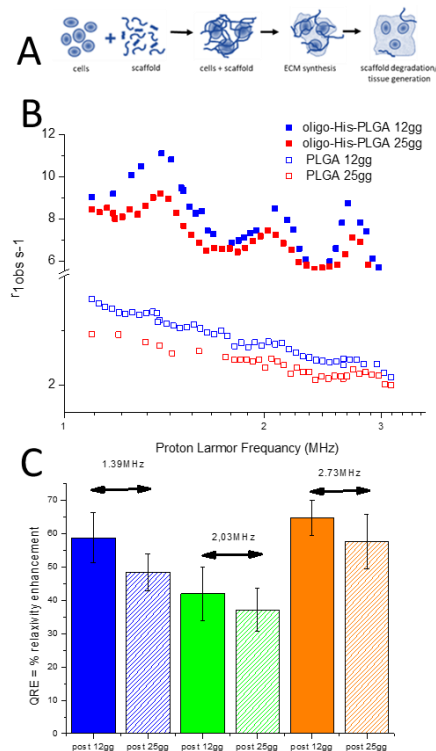 A
cells
scaffold
cells + scaffold
ECM synthesis
scaffold degradation/
tissue generation
B
oligo-His-PLGA 12gg
oligo-His-PLGA 25gg
PLGA 12gg
PLGA 25gg
r1obs s-1
12
10
8
6
2
1
2
3
Proton Larmor Frequancy (MHz)
C
1.39MHz
2,03MHz
2.73MHz
QRE = % relaxivity enhancement
70
60
50
40
30
20
10
0
post 12gg
post 25gg
post 12gg
post 25gg
post 12gg
post 25gg